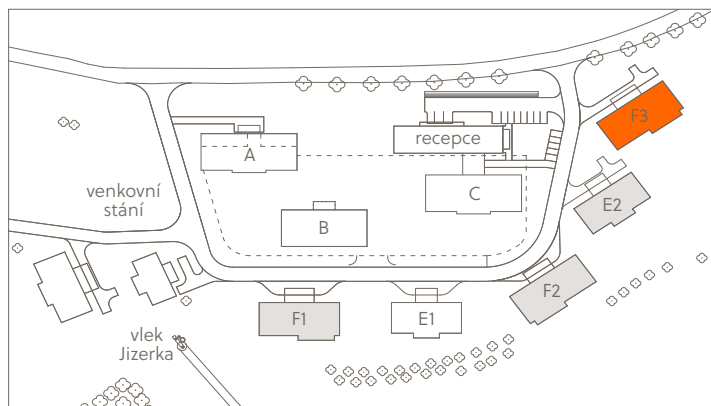 F3
recepce
A
C
venkovní
stání
E2
B
F2
F1
E1
vlek
Jizerka